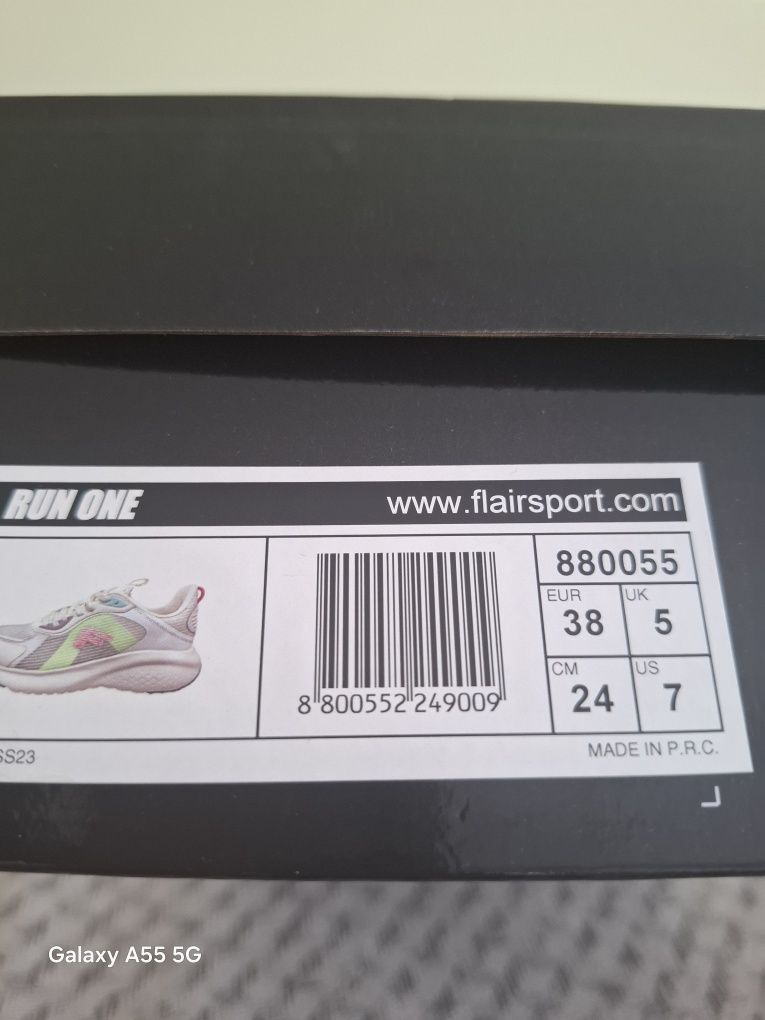 RUN ONE
www.flairsport.com
880055
EUR
38
UK
5
CM
24
US
7
8 800552 249009
SS23
MADE IN P.R.C.
Galaxy A55 5G